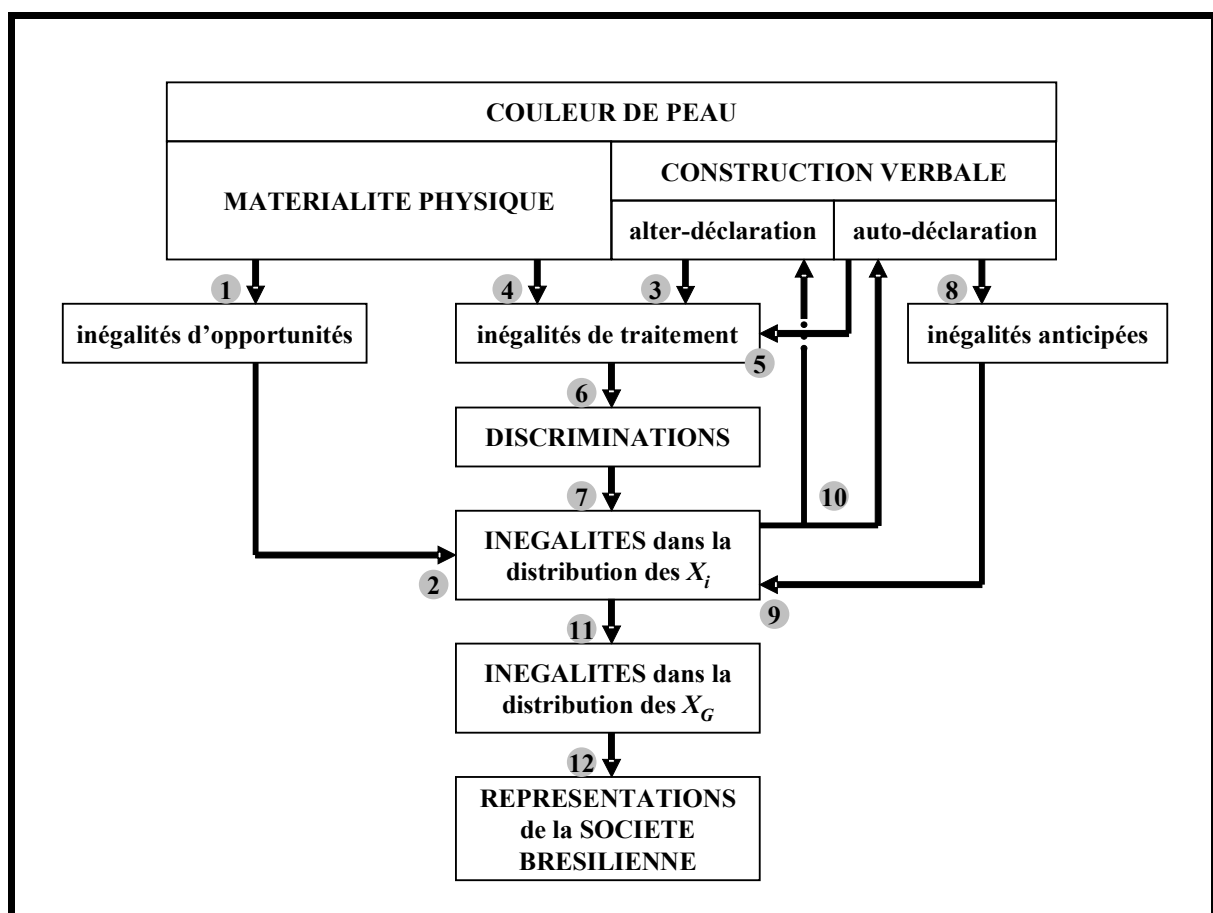 COULEUR DE PEAU
MATERIALITE PHYSIQUE
CONSTRUCTION VERBALE
alter-déclaration
auto-déclaration
1
4
3
8
inégalités d’opportunités
inégalités de traitement
inégalités anticipées
5
6
DISCRIMINATIONS
7
10
INEGALITES dans la
distribution des Xi
2
9
11
INEGALITES dans la
distribution des XG
12
REPRESENTATIONS
de la SOCIETE
BRESILIENNE